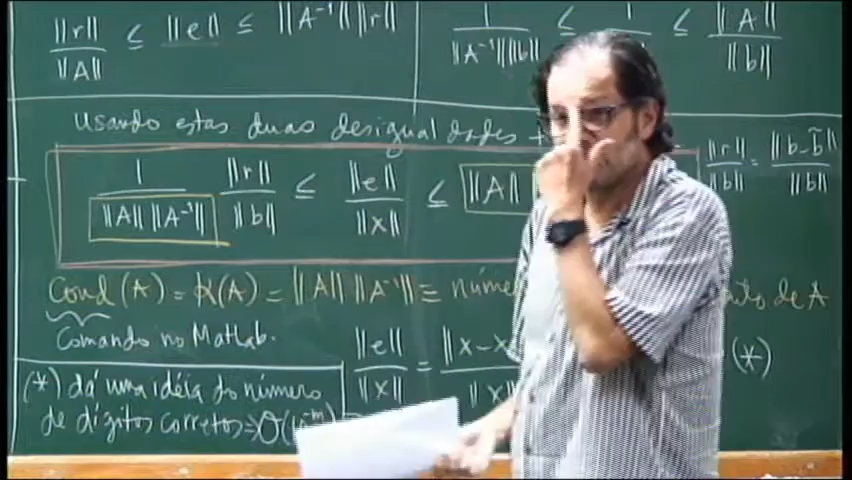 ‖r‖/‖A‖ ≤ ‖e‖ ≤ ‖A⁻¹‖‖r‖
1/‖A⁻¹‖‖b‖ ≤ 1 ≤ ‖A‖/‖b‖
Usando estas duas desigualdades
1/‖A‖‖A⁻¹‖ ‖r‖/‖b‖ ≤ ‖e‖/‖x‖ ≤ ‖A‖
‖r‖/‖b‖ = ‖b-b̃‖/‖b‖
Cond(A) = K(A) = ‖A‖‖A⁻¹‖ ≡ de A
Comando no Matlab.
‖e‖/‖x‖ = ‖x-x /‖x (*)
(*) dá uma idéia do número
de dígitos corretos ⇒ O(10⁻ᵐ)